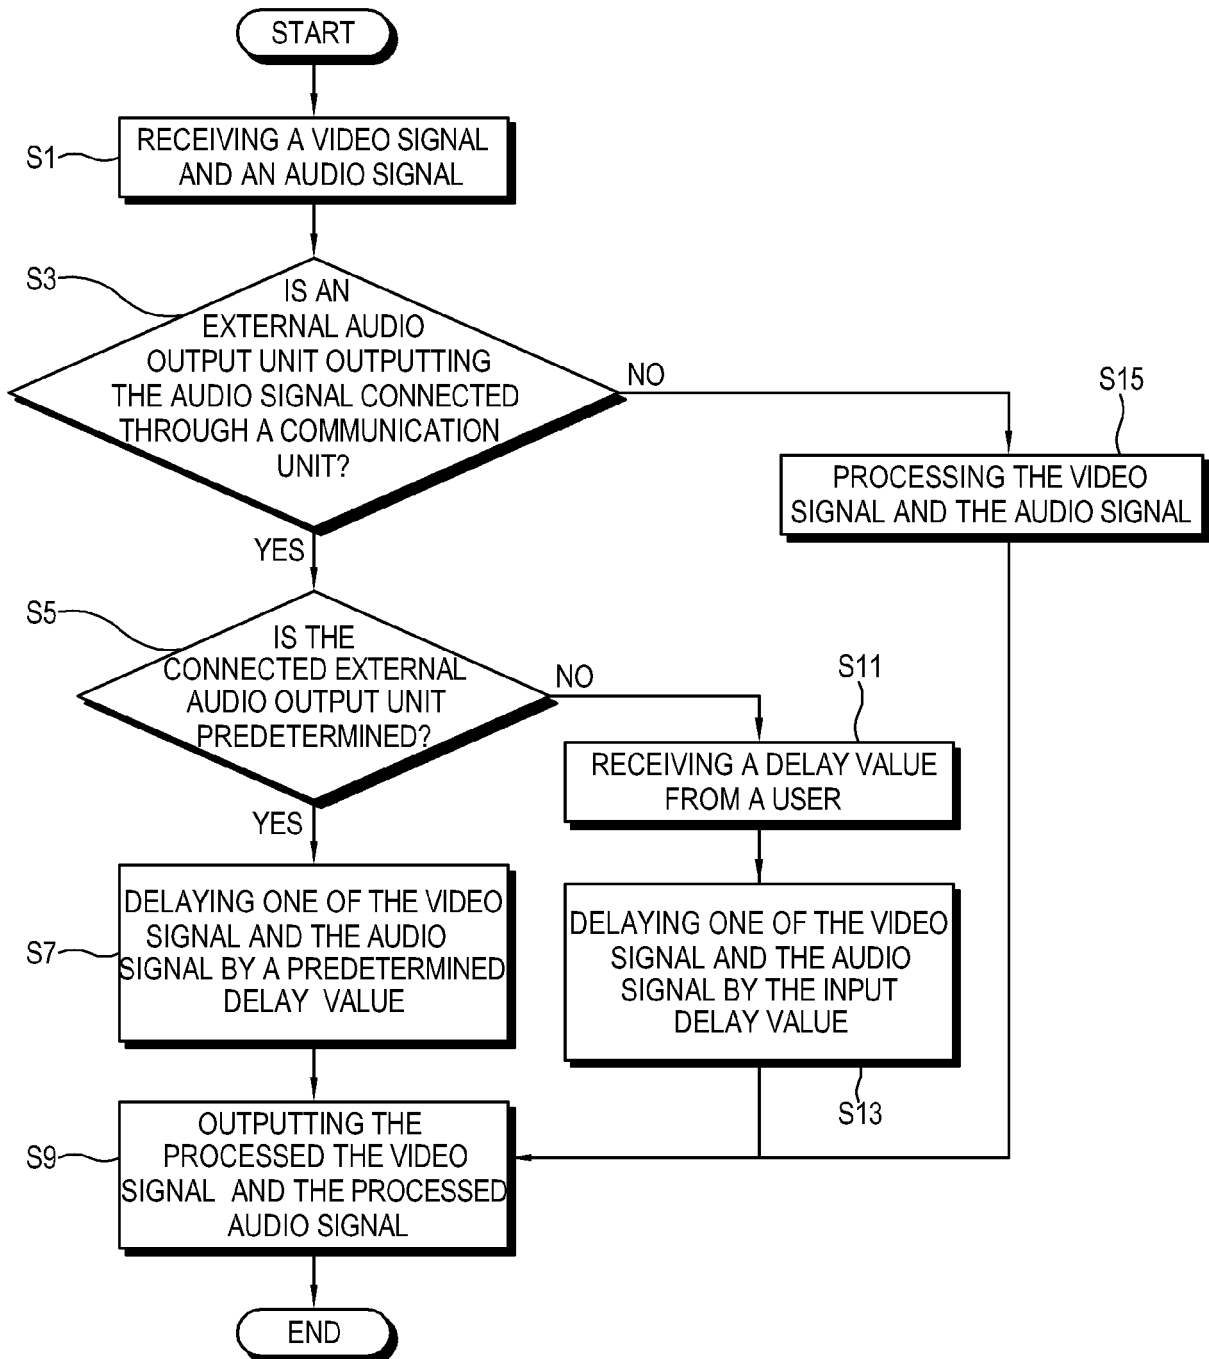 START
S1
RECEIVING A VIDEO SIGNAL
AND AN AUDIO SIGNAL
S3
IS AN
EXTERNAL AUDIO
OUTPUT UNIT OUTPUTTING
THE AUDIO SIGNAL CONNECTED
THROUGH A COMMUNICATION
UNIT?
NO
S15
PROCESSING THE VIDEO
SIGNAL AND THE AUDIO SIGNAL
YES
S5
IS THE
CONNECTED EXTERNAL
AUDIO OUTPUT UNIT
PREDETERMINED?
NO
S11
RECEIVING A DELAY VALUE
FROM A USER
YES
S7
DELAYING ONE OF THE VIDEO
SIGNAL AND THE AUDIO
SIGNAL BY A PREDETERMINED
DELAY VALUE
DELAYING ONE OF THE VIDEO
SIGNAL AND THE AUDIO
SIGNAL BY THE INPUT
DELAY VALUE
S13
S9
OUTPUTTING THE
PROCESSED THE VIDEO
SIGNAL AND THE PROCESSED
AUDIO SIGNAL
END